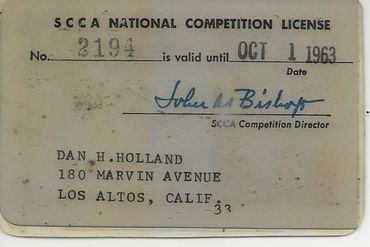 SCCA NATIONAL COMPETITION LICENSE
No. 2194 is valid until OCT 1 1963
Date
John M Bishop
SCCA Competition Director
DAN H.HOLLAND
180 MARVIN AVENUE
LOS ALTOS, CALIF.
33